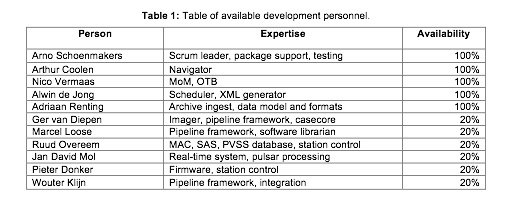 Table 1: Table of available development personnel.
Person Expertise Availability
Arno Schoenmakers Scrum leader, package support, testing 100%
Arthur Coolen Navigator 100%
Nico Vermaas MoM, OTB 100%
Alwin de Jong Scheduler, XML generator 100%
Adriaan Renting Archive ingest, data model and formats 100%
Ger van Diepen Imager, pipeline framework, casecore 20%
Marcel Loose Pipeline framework, software librarian 20%
Ruud Overeem MAC, SAS, PVSS database, station control 20%
Jan David Mol Real-time system, pulsar processing 20%
Pieter Donker Firmware, station control 20%
Wouter Klijn Pipeline framework, integration 20%